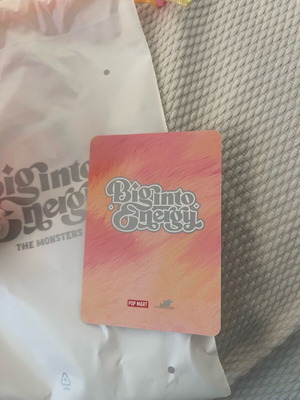 Big into
Energy
THE MONSTERS
Big into
Energy
POP MART